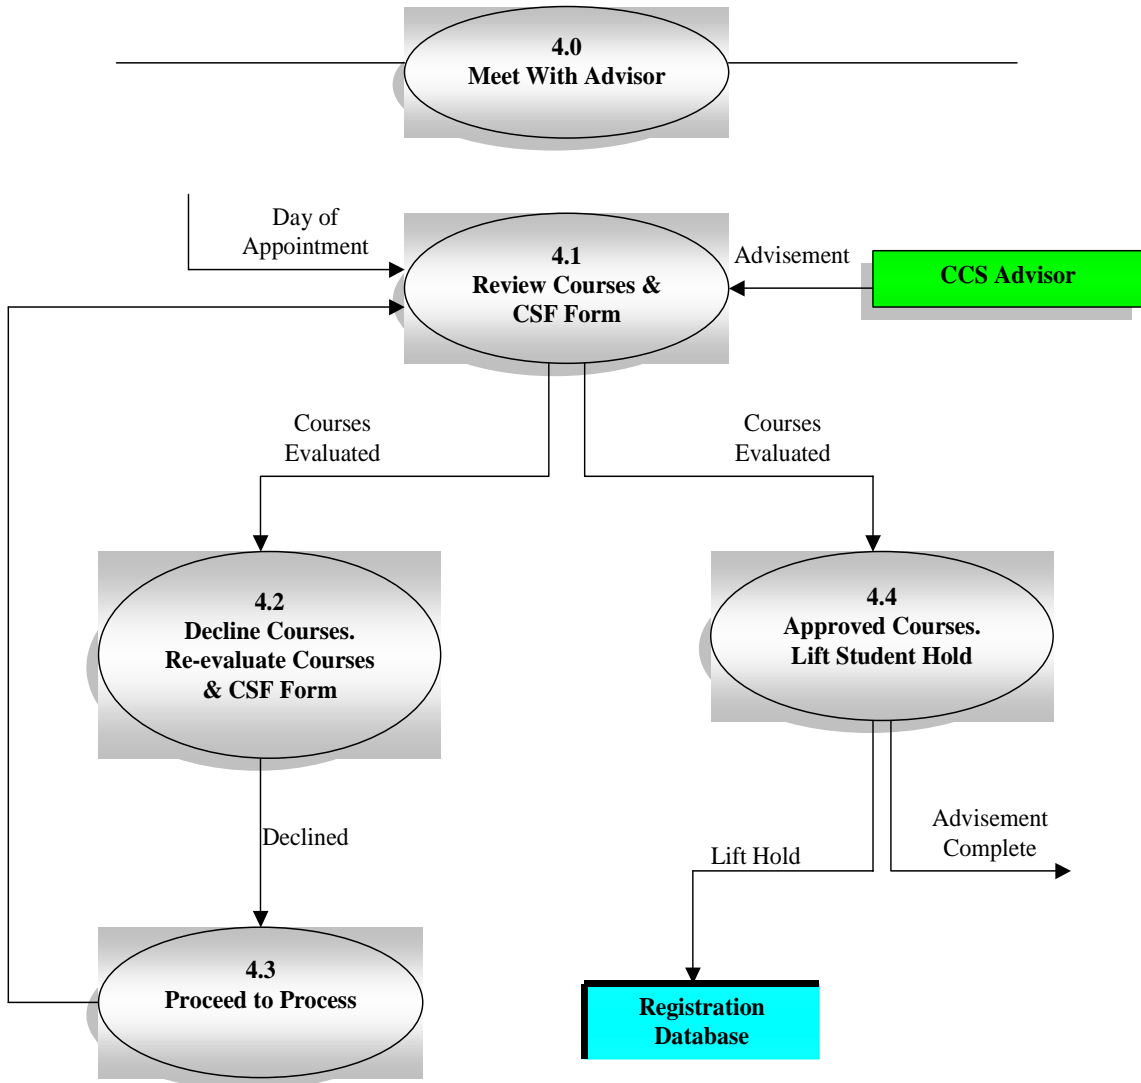 4.0
Meet With Advisor
Day of
Appointment
4.1
Review Courses &
CSF Form
Advisement
CCS Advisor
Courses
Evaluated
Courses
Evaluated
4.2
Decline Courses.
Re-evaluate Courses
& CSF Form
4.4
Approved Courses.
Lift Student Hold
Declined
Lift Hold
Advisement
Complete
4.3
Proceed to Process
Registration
Database